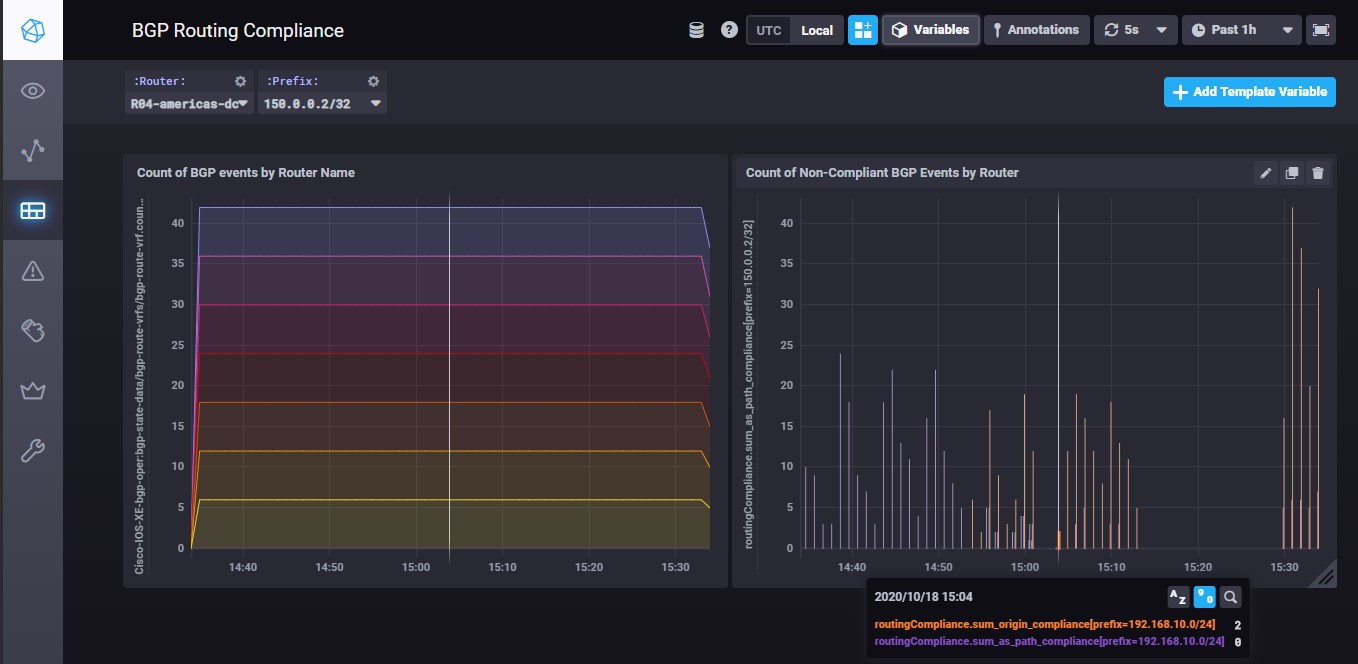 BGP Routing Compliance
?
UTC
Local
Variables
Annotations
5s
Past 1h
:Router:
:Prefix:
R04-americas-dc
150.0.0.2/32
Add Template Variable
Count of BGP events by Router Name
Cisco-IOS-XE-bgp-oper:bgp-state-data/bgp-route-vrfs/bgp-route-vrf.coun...
40
35
30
25
20
15
10
5
0
14:40
14:50
15:00
15:10
15:20
15:30
Count of Non-Compliant BGP Events by Router
routingCompliance.sum_as_path_compliance[prefix=150.0.0.2/32]
40
35
30
25
20
15
10
5
0
14:40
14:50
15:00
15:10
15:20
15:30
2020/10/18 15:04
A Z
9 0
routingCompliance.sum_origin_compliance[prefix=192.168.10.0/24] 2
routingCompliance.sum_as_path_compliance[prefix=192.168.10.0/24] 0